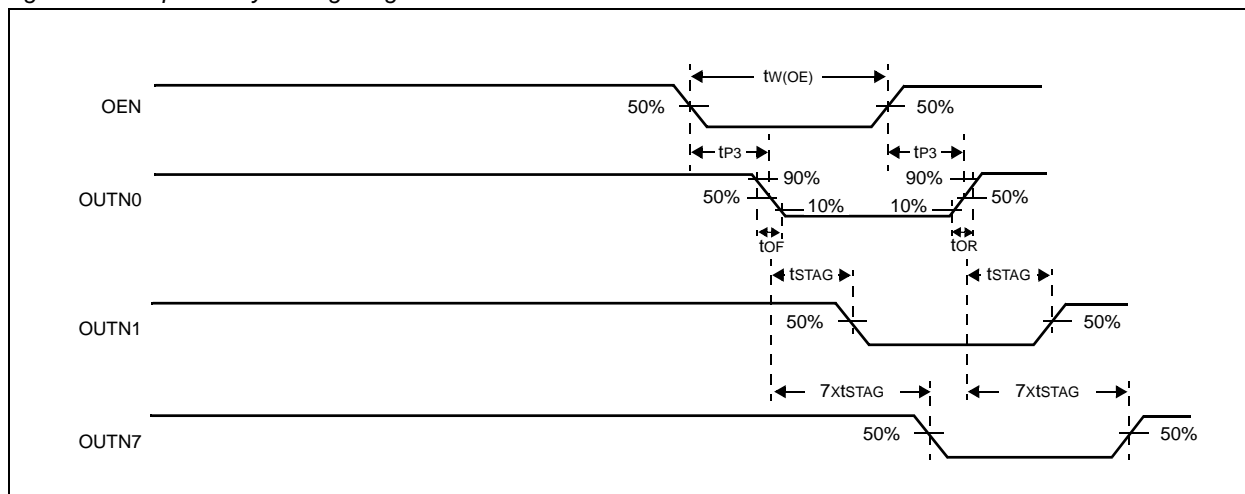 tW(OE)
OEN
50%
50%
tP3
tP3
90%
90%
OUTN0
50%
10%
10%
50%
tOF
tOR
tSTAG
tSTAG
OUTN1
50%
50%
7XtSTAG
7XtSTAG
OUTN7
50%
50%